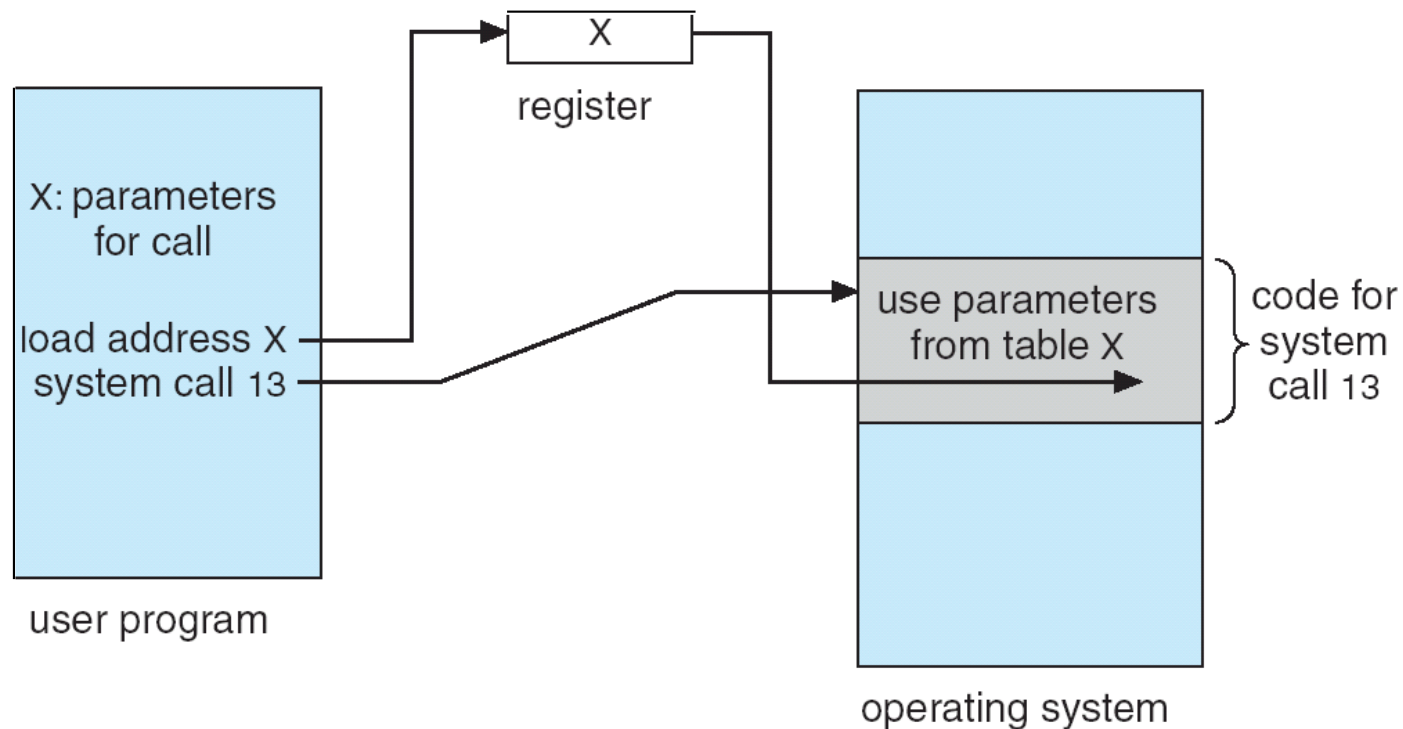 X
register
X: parameters
for call
load address X
system call 13
user program
use parameters
from table X
code for
system
call 13
operating system